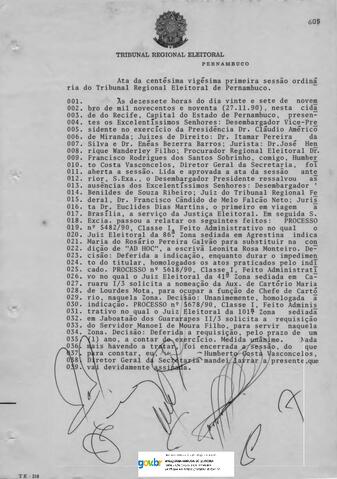 605
TRIBUNAL REGIONAL ELEITORAL
PERNAMBUCO
Ata da centésima vigésima primeira sessão ordiná
ria do Tribunal Regional Eleitoral de Pernambuco.
001. Às dezessete horas do dia vinte e sete de novem
002. bro de mil novecentos e noventa (27.11.90), nesta cida
003. de do Recife, Capital do Estado de Pernambuco, presen-
004. tes os Excelentíssimos Senhores: Desembargador Vice-Pre
005. sidente no exercício da Presidência Dr. Cláudio Américo
006. de Miranda; Juizes de Direito: Dr. Itamar Pereira da
007. Silva e Dr. Enéas Bezerra Barros; Jurista: Dr. José Hen
008. rique Wanderley Filho; Procurador Regional Eleitoral Dr.
009. Francisco Rodrigues dos Santos Sobrinho, comigo, Humber
010. to Costa Vasconcelos, Diretor Geral da Secretaria, foi
011. aberta a sessão. Lida e aprovada a ata da sessão ante
012. rior, S.Exa., o Desembargador Presidente ressalvou as
013. ausências dos Excelentíssimos Senhores: Desembargador
014. Benildes de Souza Ribeiro; Juiz do Tribunal Regional Fe
015. deral, Dr. Francisco Cândido de Melo Falcão Neto; Juris
016. ta Dr. Euclides Dias Martins, o primeiro em viagem a
017. Brasília, a serviço da Justiça Eleitoral. Em seguida S.
018. Excia. passou a relatar os seguintes feitos: PROCESSO
019. nº 5482/90, Classe I, Feito Administrativo no qual o
020. Juiz Eleitoral da 86ª Zona sediada em Agrestina indica
021. Maria do Rosário Pereira Galvão para substituir na con
022. dição de "AD HOC", a escrivã Leonita Rosa Monteiro. De-
023. cisão: Deferida a indicação, enquanto durar o impedimen
024. to do titular, homologados os atos praticados pelo indi
025. cado. PROCESSO nº 5618/90, Classe I, Feito Administrati
026. vo no qual o Juiz Eleitoral da 41ª Zona sediada em Ca-
027. ruaru I/3 solicita a nomeação da Aux. de Cartório Maria
028. de Lourdes Mota, para ocupar a função de Chefe de Cartó
029. rio, naquela Zona. Decisão: Unanimemente, homologada a
030. indicação. PROCESSO nº 5678/90, Classe I, Feito Adminis
031. trativo no qual o Juiz Eleitoral da 101ª Zona sediada
032. em Jaboatão dos Guararapes II/3 solicita a requisição
033. do Servidor Manoel de Moura Filho, para servir naquela
034. Zona. Decisão: Deferida a requisição, pelo prazo de um
035. (1) ano, a contar do exercício. Medida unânime. Nada
036. mais havendo a tratar, foi encerrada a sessão. do que
037. para constar, eu, Humberto Costa Vasconcelos,
038. Diretor Geral da Secretaria mandei lavrar a presente que
039. vai devidamente assinada.
gov.br